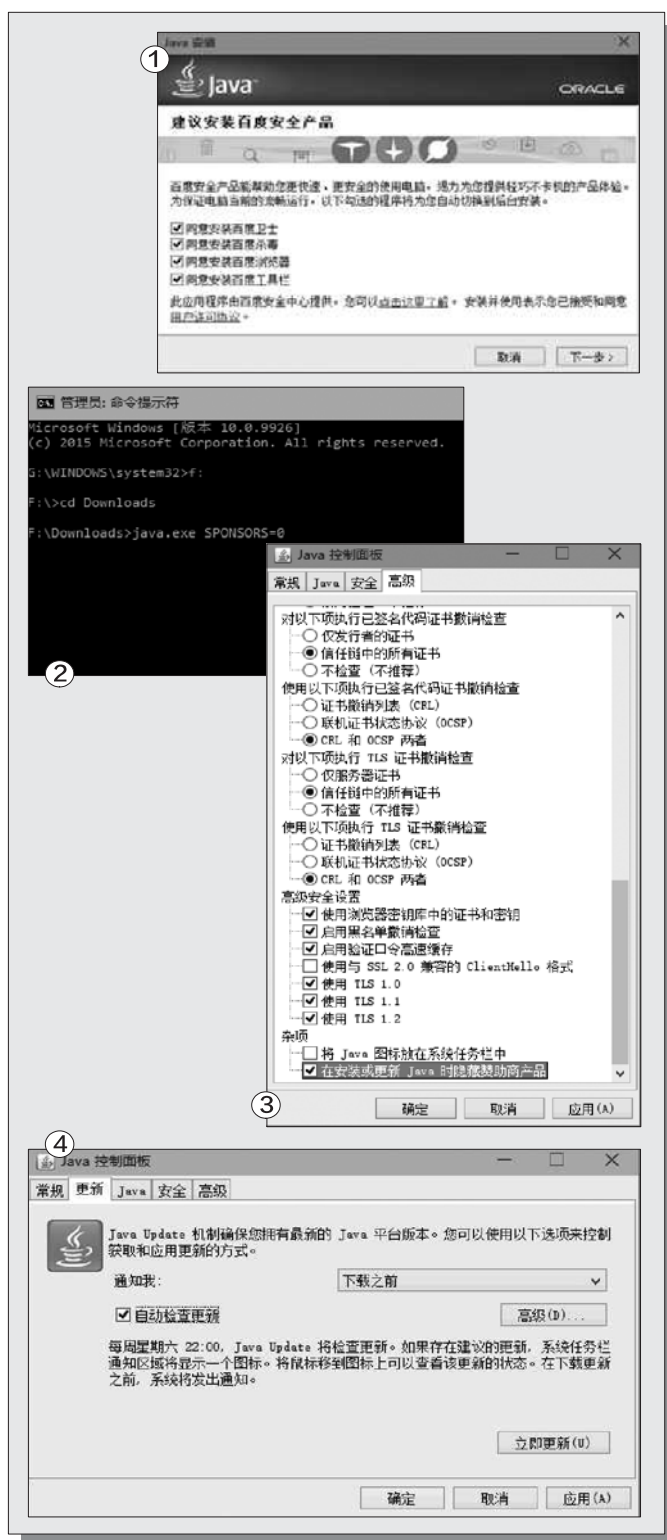 ①
Java 安装
Java
ORACLE
建议安装百度安全产品
百度安全产品能帮助您更快速、更安全的使用电脑。竭力为您提供轻巧不卡机的产品体验。
为保证电脑当前的流畅运行，以下勾选的程序将为您自动切换到后台安装。
同意安装百度卫士
同意安装百度杀毒
同意安装百度浏览器
同意安装百度工具栏
此应用程序由百度安全中心提供。您可以点击这里了解。安装并使用表示您已接受和同意
用户许可协议。
取消
下一步>
管理员: 命令提示符
Microsoft Windows [版本 10.0.9926]
(c) 2015 Microsoft Corporation. All rights reserved.
G:\WINDOWS\system32>f:
F:\>cd Downloads
F:\Downloads>java.exe SPONSORS=0
②
Java 控制面板
常规 Java 安全 高级
对以下项执行已签名代码证书撤销检查
仅发行者的证书
信任链中的所有证书
不检查 (不推荐)
使用以下项执行已签名代码证书撤销检查
证书撤销列表 (CRL)
联机证书状态协议 (OCSP)
CRL 和 OCSP 两者
对以下项执行 TLS 证书撤销检查
仅服务器证书
信任链中的所有证书
不检查 (不推荐)
使用以下项执行 TLS 证书撤销检查
证书撤销列表 (CRL)
联机证书状态协议 (OCSP)
CRL 和 OCSP 两者
高级安全设置
使用浏览器密钥库中的证书和密钥
启用黑名单撤销检查
启用验证口令高速缓存
使用与 SSL 2.0 兼容的 ClientHello 格式
使用 TLS 1.0
使用 TLS 1.1
使用 TLS 1.2
杂项
将 Java 图标放在系统任务栏中
在安装或更新 Java 时隐藏赞助商产品
③
确定 取消 应用(A)
④
Java 控制面板
常规 更新 Java 安全 高级
Java Update 机制确保您拥有最新的 Java 平台版本。您可以使用以下选项来控制
获取和应用更新的方式。
通知我:
下载之前
自动检查更新
高级(D)...
每周星期六 22:00, Java Update 将检查更新。如果存在建议的更新, 系统任务栏
通知区域将显示一个图标。将鼠标移到图标上可以查看该更新的状态。在下载更新
之前, 系统将发出通知。
立即更新(U)
确定 取消 应用(A)